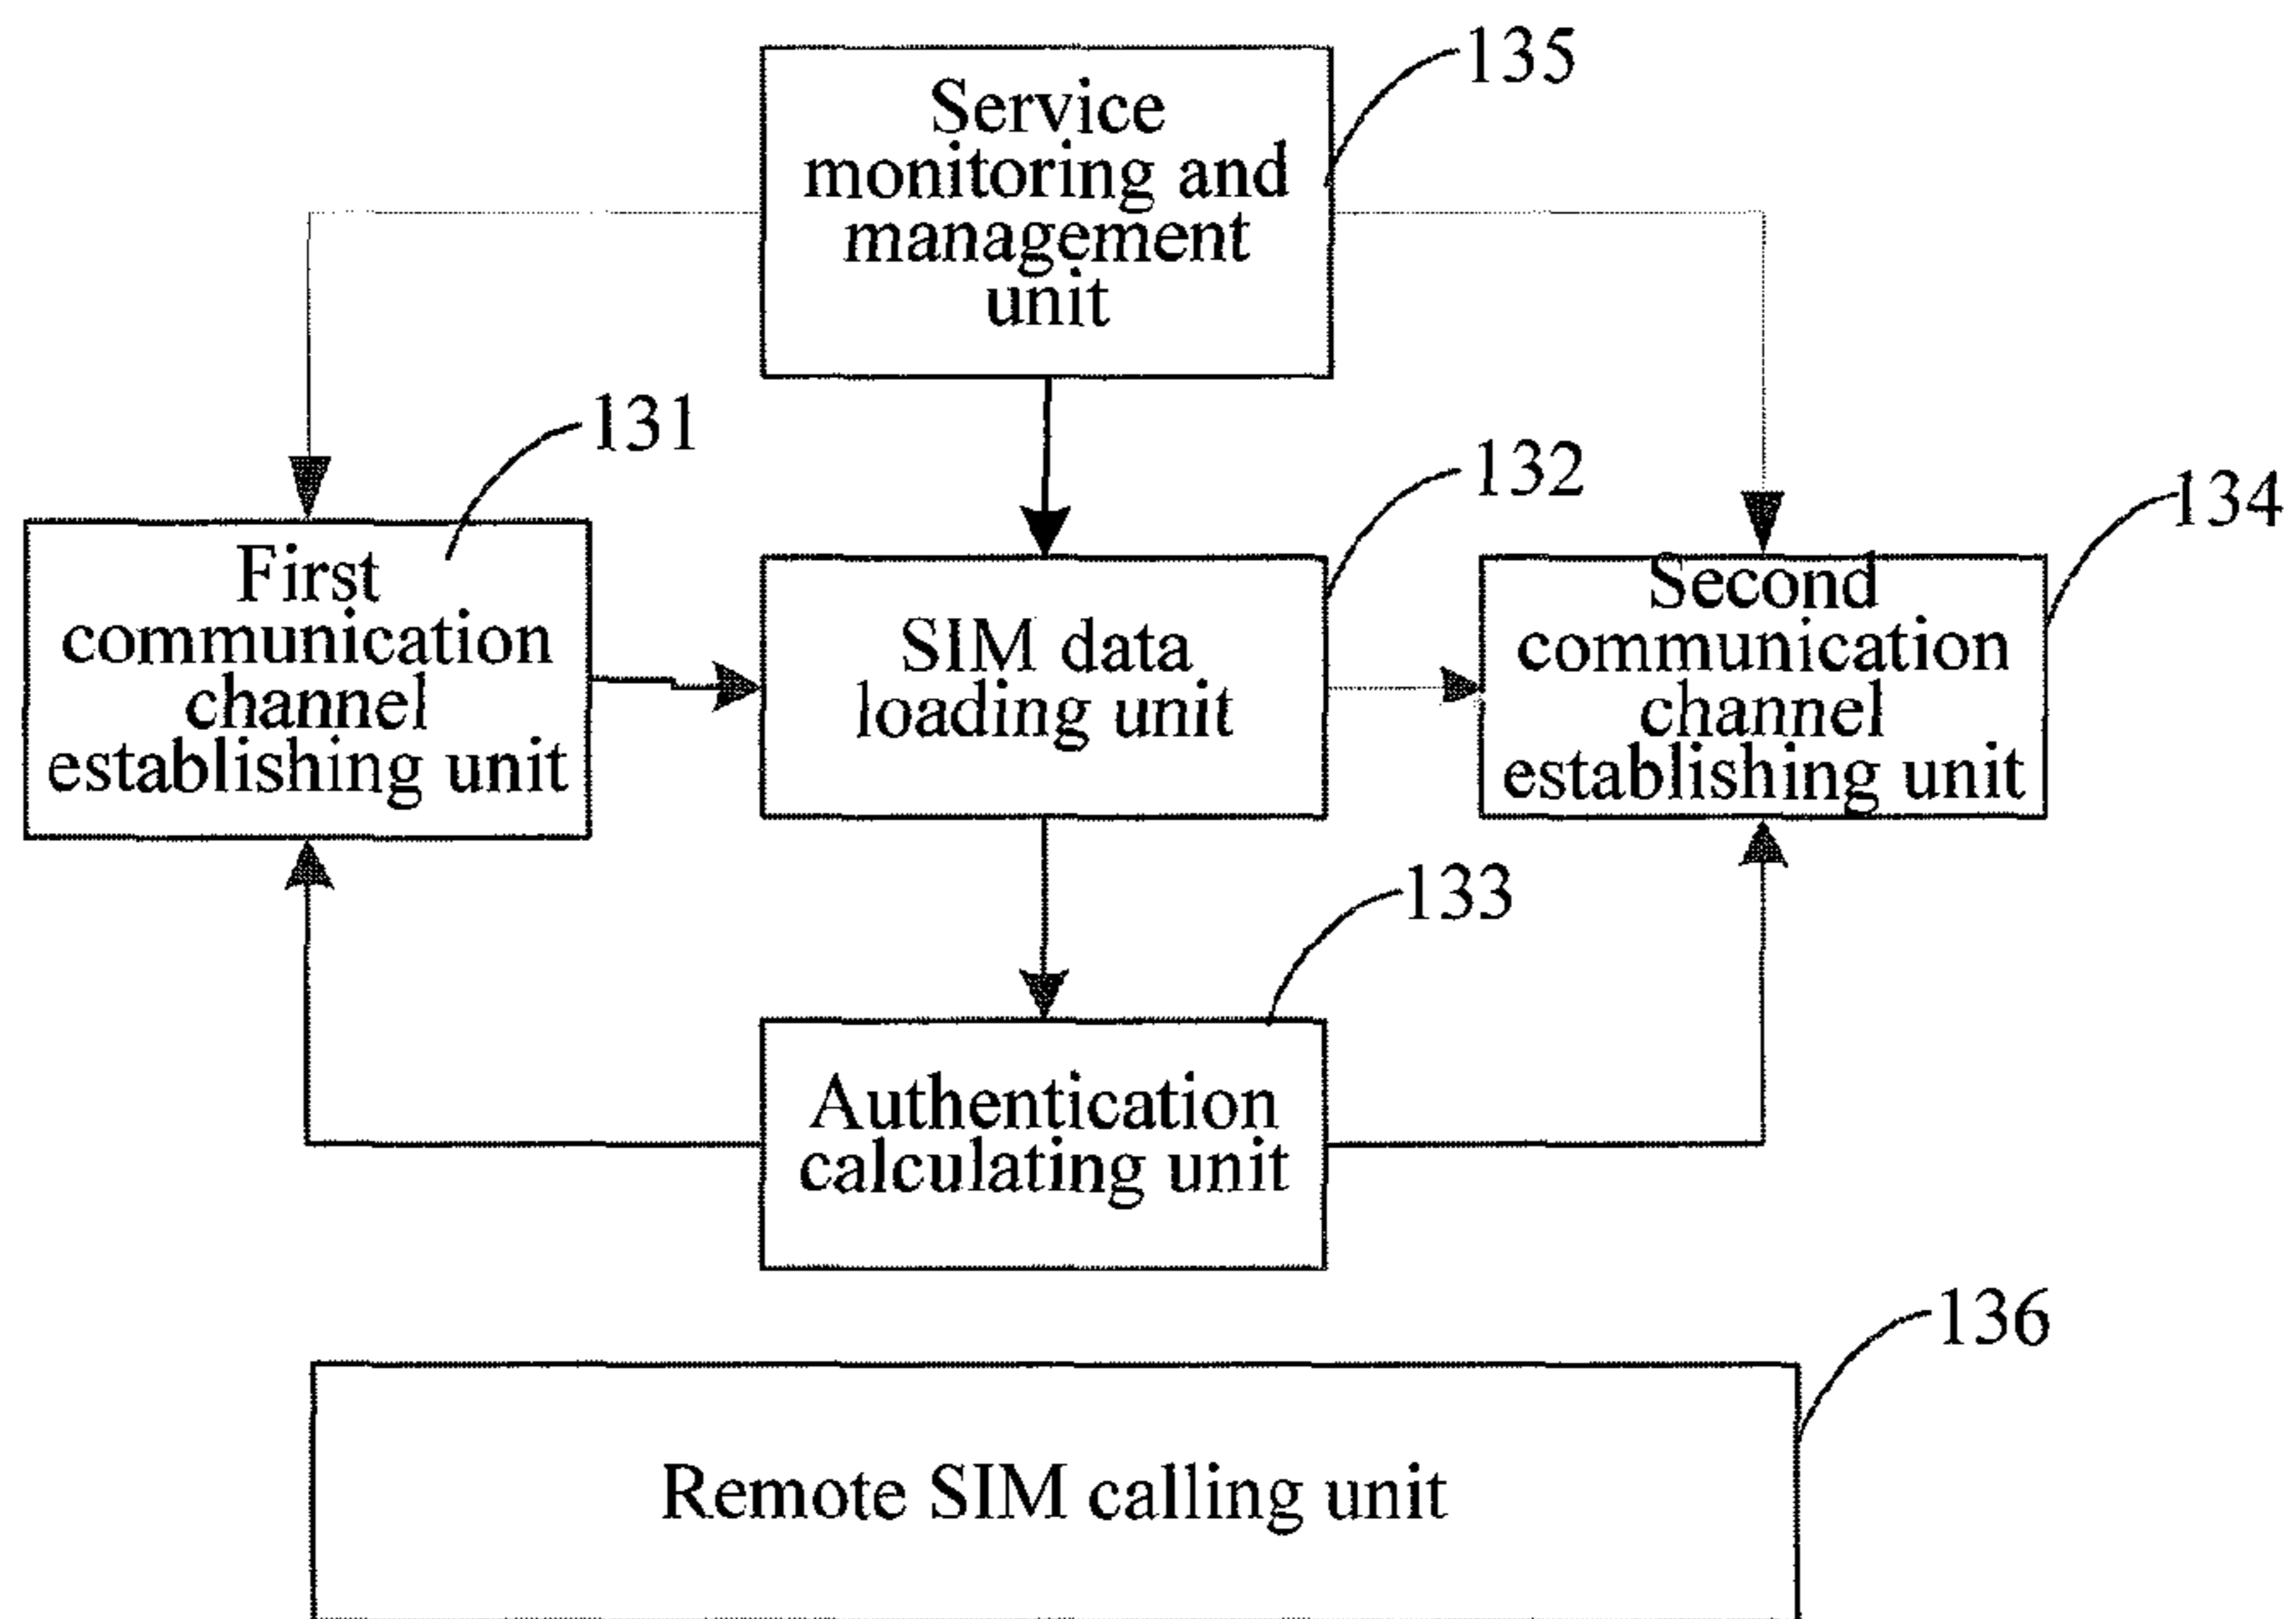 135
Service
monitoring and
management
unit
131
132
134
First
communication
channel
establishing unit
SIM data
loading unit
Second
communication
channel
establishing unit
133
Authentication
calculating unit
136
Remote SIM calling unit